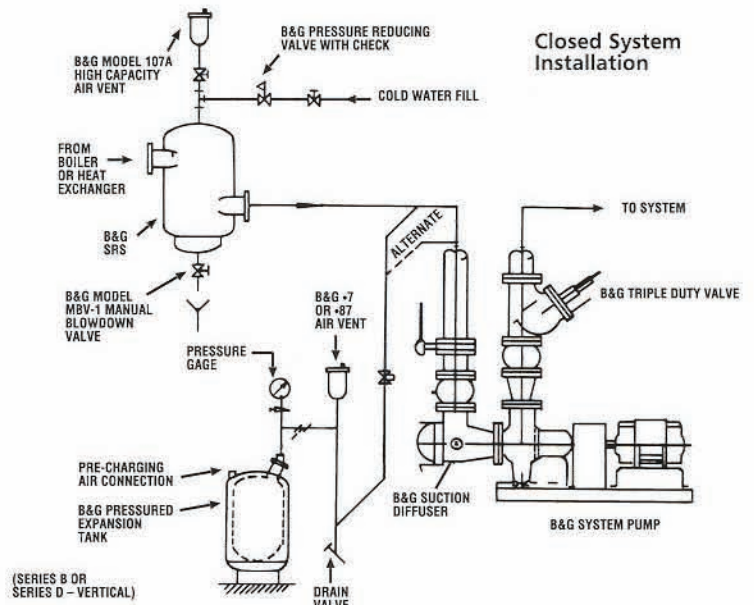 Closed System
Installation
B&G MODEL 107A
HIGH CAPACITY
AIR VENT
B&G PRESSURE REDUCING
VALVE WITH CHECK
COLD WATER FILL
FROM
BOILER
OR HEAT
EXCHANGER
B&G
SRS
B&G MODEL
MBV-1 MANUAL
BLOWDOWN
VALVE
ALTERNATE
TO SYSTEM
B&G TRIPLE DUTY VALVE
B&G •7
OR •87
AIR VENT
PRESSURE
GAGE
PRE-CHARGING
AIR CONNECTION
B&G PRESSURED
EXPANSION
TANK
B&G SUCTION
DIFFUSER
B&G SYSTEM PUMP
(SERIES B OR
SERIES D – VERTICAL)
DRAIN
VALVE